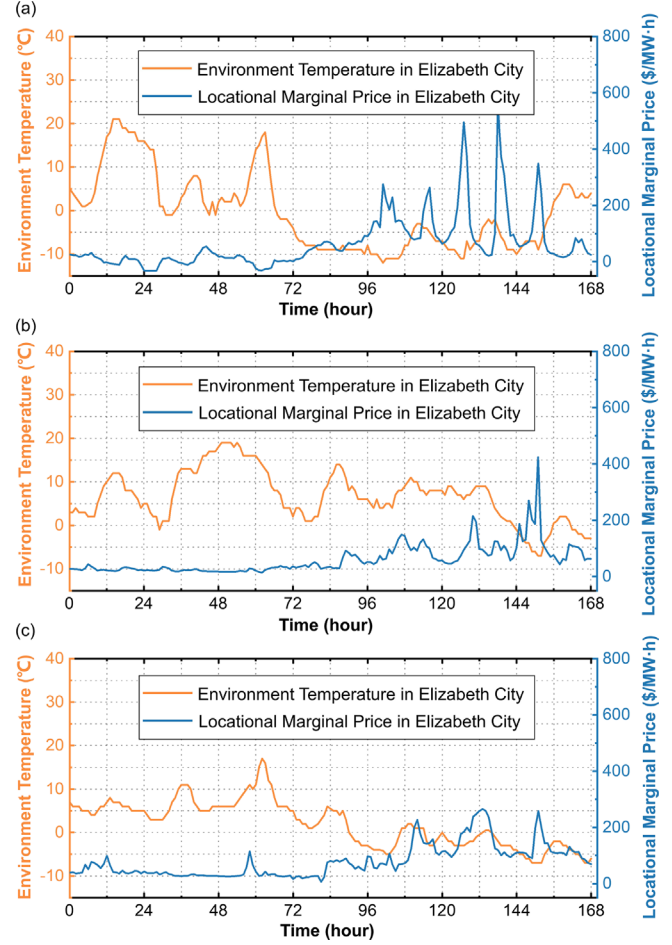 (a)
Environment Temperature (℃)
40
30
20
10
0
-10
Environment Temperature in Elizabeth City
Locational Marginal Price in Elizabeth City
800
600
400
200
0
Locational Marginal Price ($/MW·h)
0 24 48 72 96 120 144 168
Time (hour)
(b)
Environment Temperature (℃)
40
30
20
10
0
-10
Environment Temperature in Elizabeth City
Locational Marginal Price in Elizabeth City
800
600
400
200
0
Locational Marginal Price ($/MW·h)
0 24 48 72 96 120 144 168
Time (hour)
(c)
Environment Temperature (℃)
40
30
20
10
0
-10
Environment Temperature in Elizabeth City
Locational Marginal Price in Elizabeth City
800
600
400
200
0
Locational Marginal Price ($/MW·h)
0 24 48 72 96 120 144 168
Time (hour)